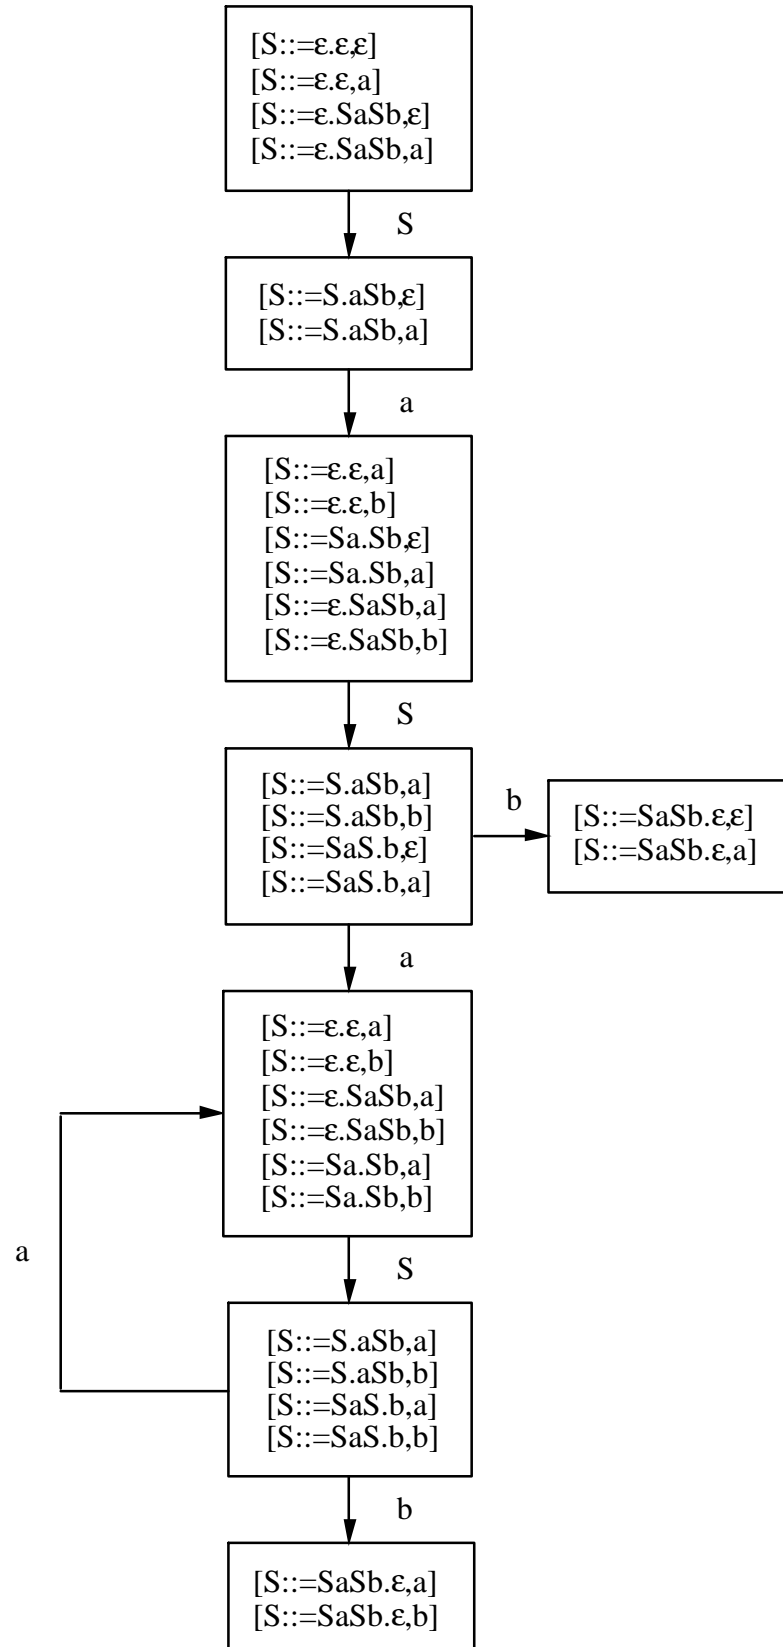 [S::=ε.ε,ε]
[S::=ε.ε,a]
[S::=ε.SaSb,ε]
[S::=ε.SaSb,a]
S
[S::=S.aSb,ε]
[S::=S.aSb,a]
a
[S::=ε.ε,a]
[S::=ε.ε,b]
[S::=Sa.Sb,ε]
[S::=Sa.Sb,a]
[S::=ε.SaSb,a]
[S::=ε.SaSb,b]
S
[S::=S.aSb,a]
[S::=S.aSb,b]
[S::=SaS.b,ε]
[S::=SaS.b,a]
b
[S::=SaSb.ε,ε]
[S::=SaSb.ε,a]
a
[S::=ε.ε,a]
[S::=ε.ε,b]
[S::=ε.SaSb,a]
[S::=ε.SaSb,b]
[S::=Sa.Sb,a]
[S::=Sa.Sb,b]
a
S
[S::=S.aSb,a]
[S::=S.aSb,b]
[S::=SaS.b,a]
[S::=SaS.b,b]
b
[S::=SaSb.ε,a]
[S::=SaSb.ε,b]